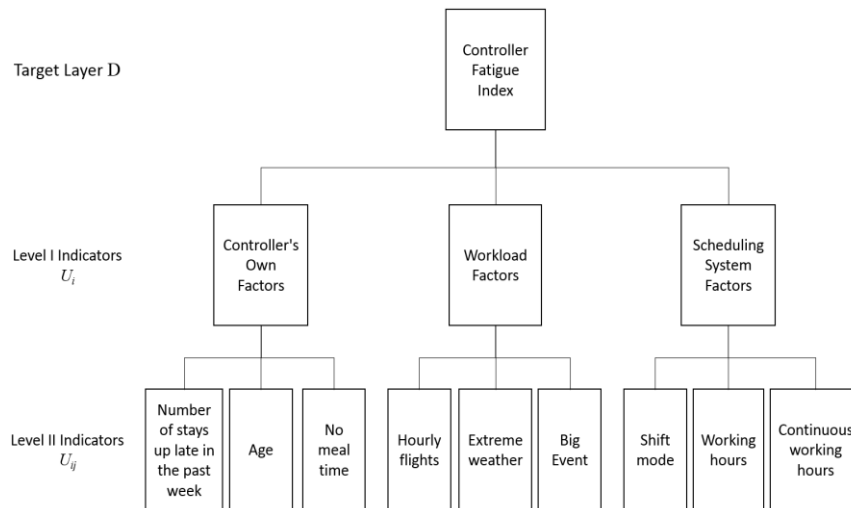 Controller
Fatigue
Index
Target Layer D
Controller's
Own
Factors
Workload
Factors
Scheduling
System
Factors
Level I Indicators
U_i
Number
of stays
up late in
the past
week
Age
No
meal
time
Hourly
flights
Extreme
weather
Big
Event
Shift
mode
Working
hours
Continuous
working
hours
Level II Indicators
U_ij